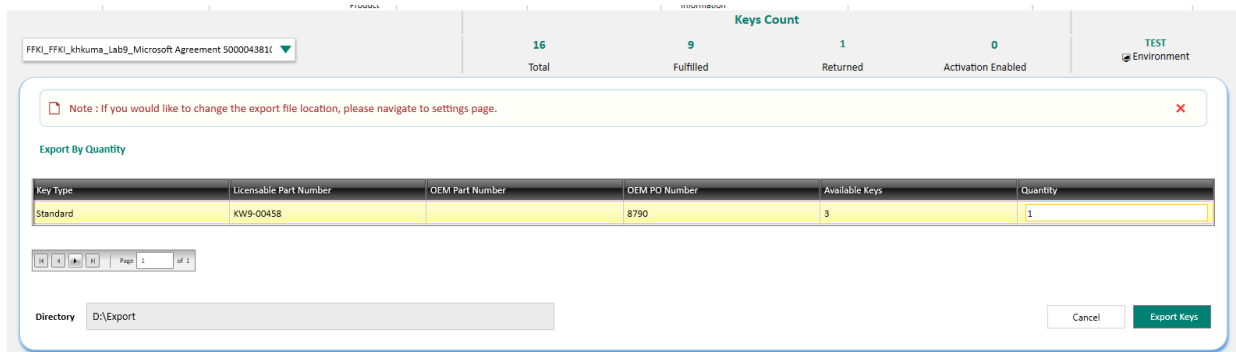 Product
Information
Keys Count
FFKI_FFKI_khkuma_Lab9_Microsoft Agreement 5000043810
16
9
1
0
TEST
Environment
Total
Fulfilled
Returned
Activation Enabled
Note : If you would like to change the export file location, please navigate to settings page.
Export By Quantity
Key Type
Licensable Part Number
OEM Part Number
OEM PO Number
Available Keys
Quantity
Standard
KW9-00458
8790
3
1
Page 1 of 1
Directory
D:\Export
Cancel
Export Keys